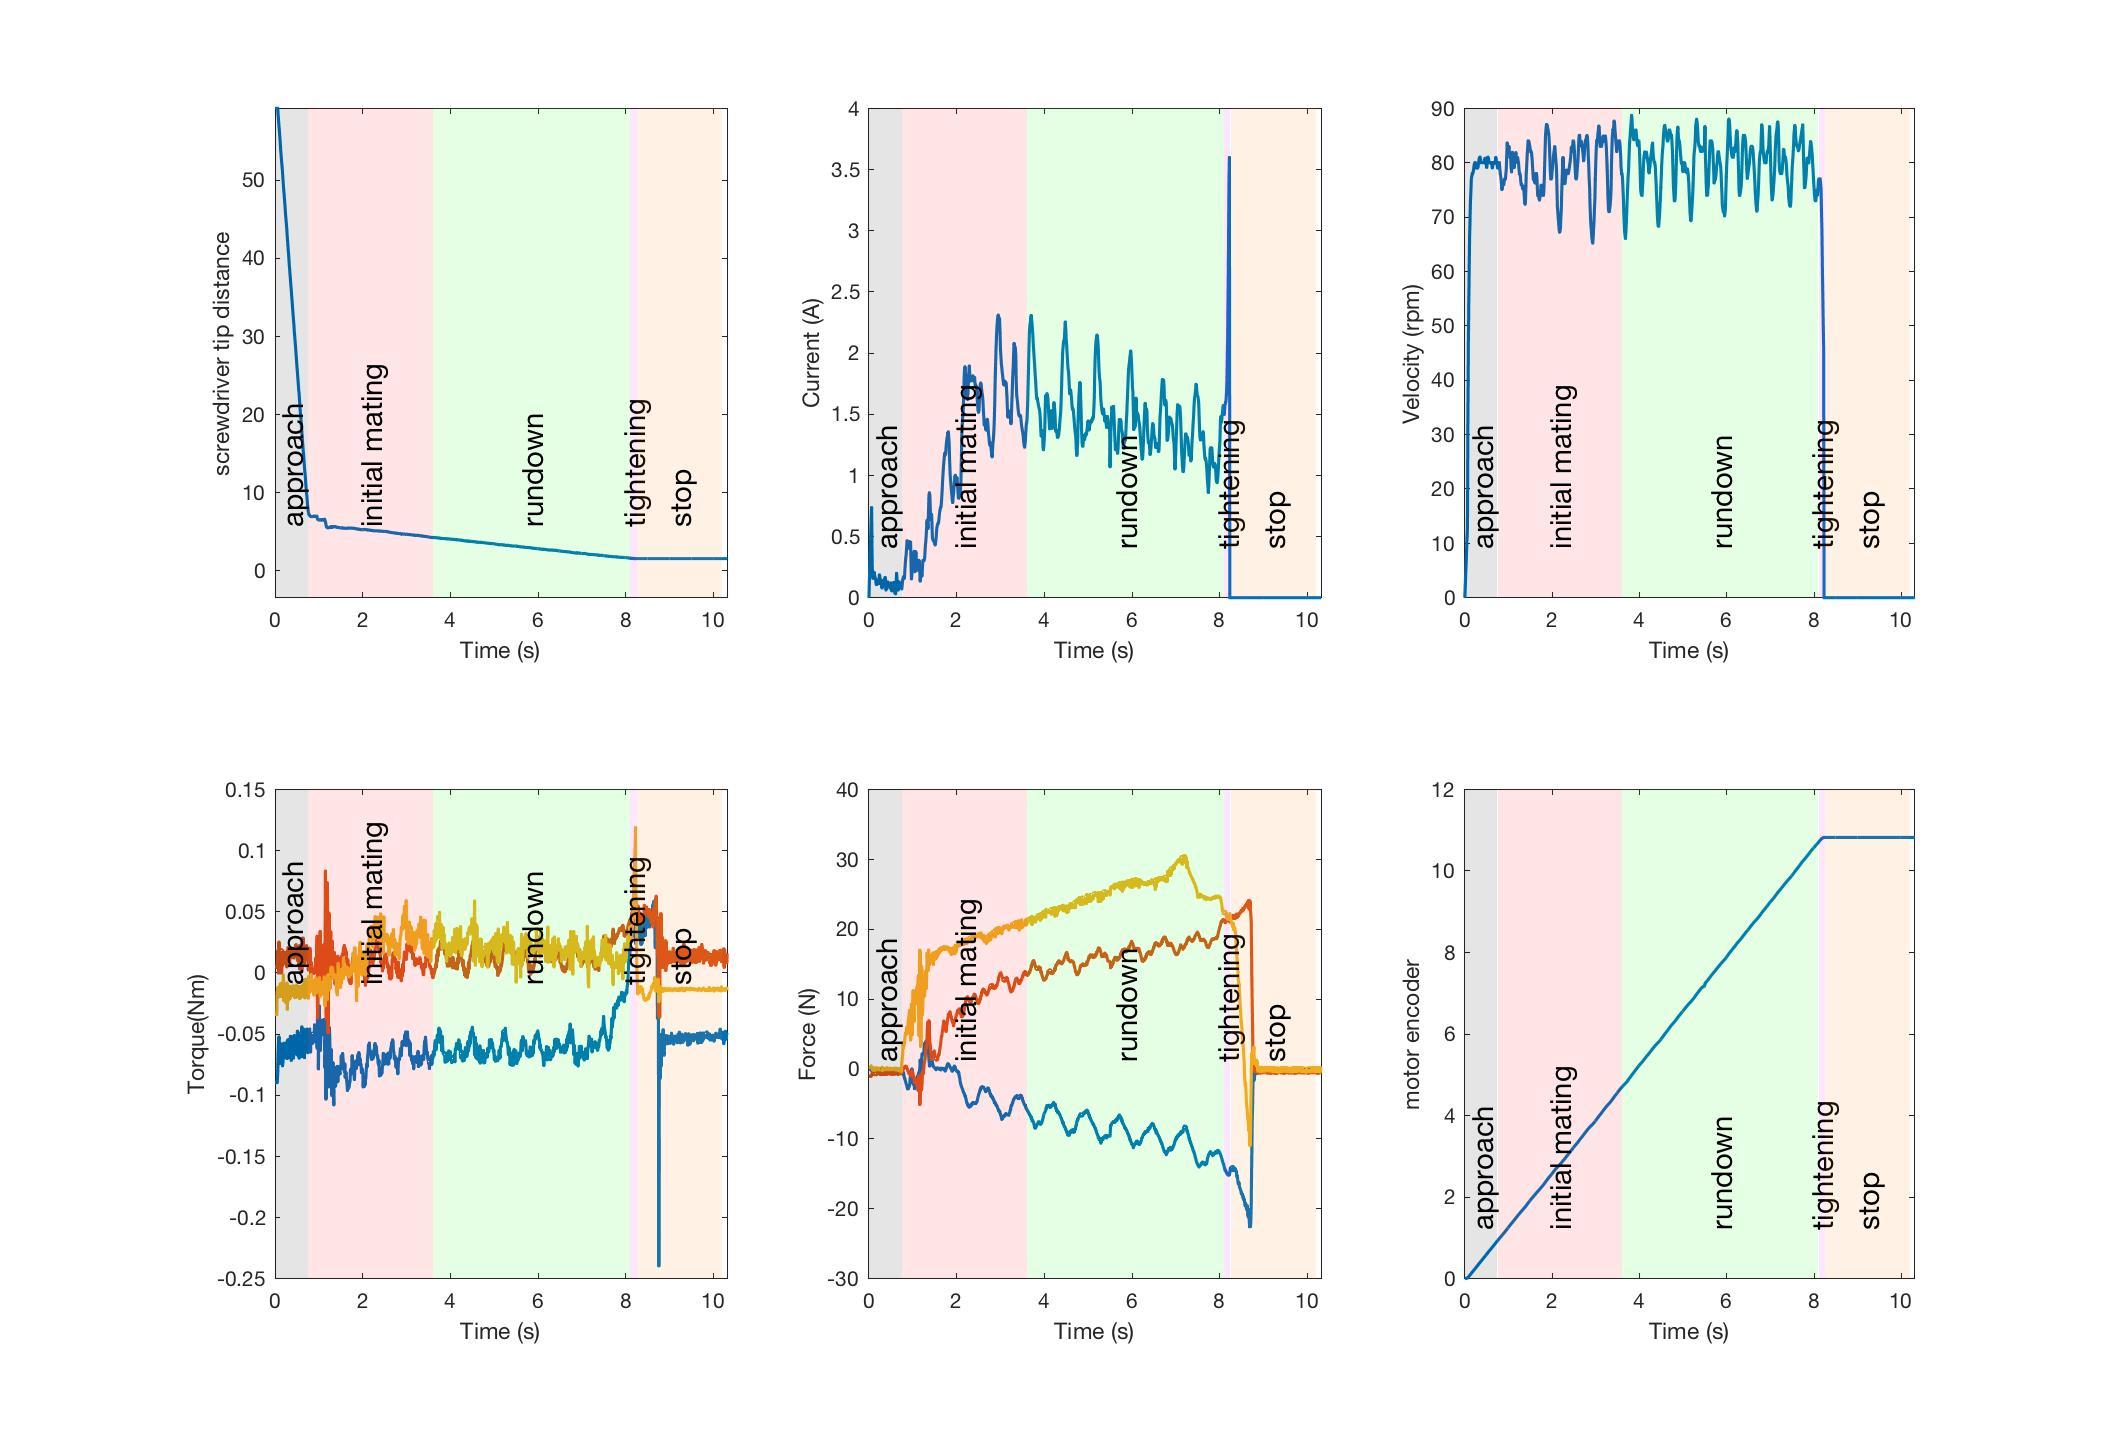 screwdriver tip distance
50
40
30
20
10
0
approach
initial mating
rundown
tightening
stop
0 2 4 6 8 10
Time (s)
Current (A)
4
3.5
3
2.5
2
1.5
1
0.5
0
approach
initial mating
rundown
tightening
stop
0 2 4 6 8 10
Time (s)
Velocity (rpm)
90
80
70
60
50
40
30
20
10
0
approach
initial mating
rundown
tightening
stop
0 2 4 6 8 10
Time (s)
Torque(Nm)
0.15
0.1
0.05
0
-0.05
-0.1
-0.15
-0.2
-0.25
approach
initial mating
rundown
tightening
stop
0 2 4 6 8 10
Time (s)
Force (N)
40
30
20
10
0
-10
-20
-30
approach
initial mating
rundown
tightening
stop
0 2 4 6 8 10
Time (s)
motor encoder
12
10
8
6
4
2
0
approach
initial mating
rundown
tightening
stop
0 2 4 6 8 10
Time (s)